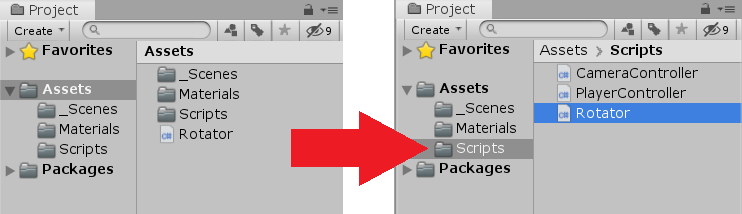 Project
Create
9
Favorites
Assets
_Scenes
Materials
Scripts
Packages
Assets
_Scenes
Materials
Scripts
C# Rotator
Project
Create
9
Favorites
Assets
_Scenes
Materials
Scripts
Packages
Assets > Scripts
C# CameraController
C# PlayerController
C# Rotator